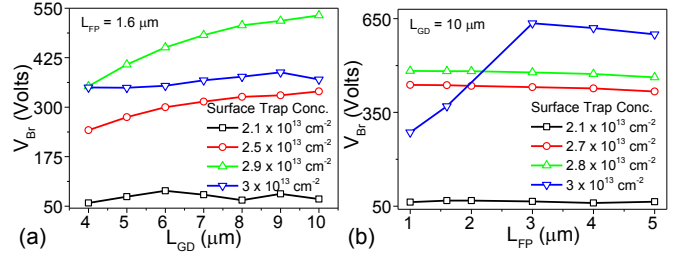 L_FP = 1.6 μm
V_Br (Volts)
550
425
300
175
50
Surface Trap Conc.
2.1 x 10^13 cm^-2
2.5 x 10^13 cm^-2
2.9 x 10^13 cm^-2
3 x 10^13 cm^-2
4 5 6 7 8 9 10
(a) L_GD (μm)
L_GD = 10 μm
V_Br (Volts)
650
350
50
Surface Trap Conc.
2.1 x 10^13 cm^-2
2.7 x 10^13 cm^-2
2.8 x 10^13 cm^-2
3 x 10^13 cm^-2
1 2 3 4 5
(b) L_FP (μm)